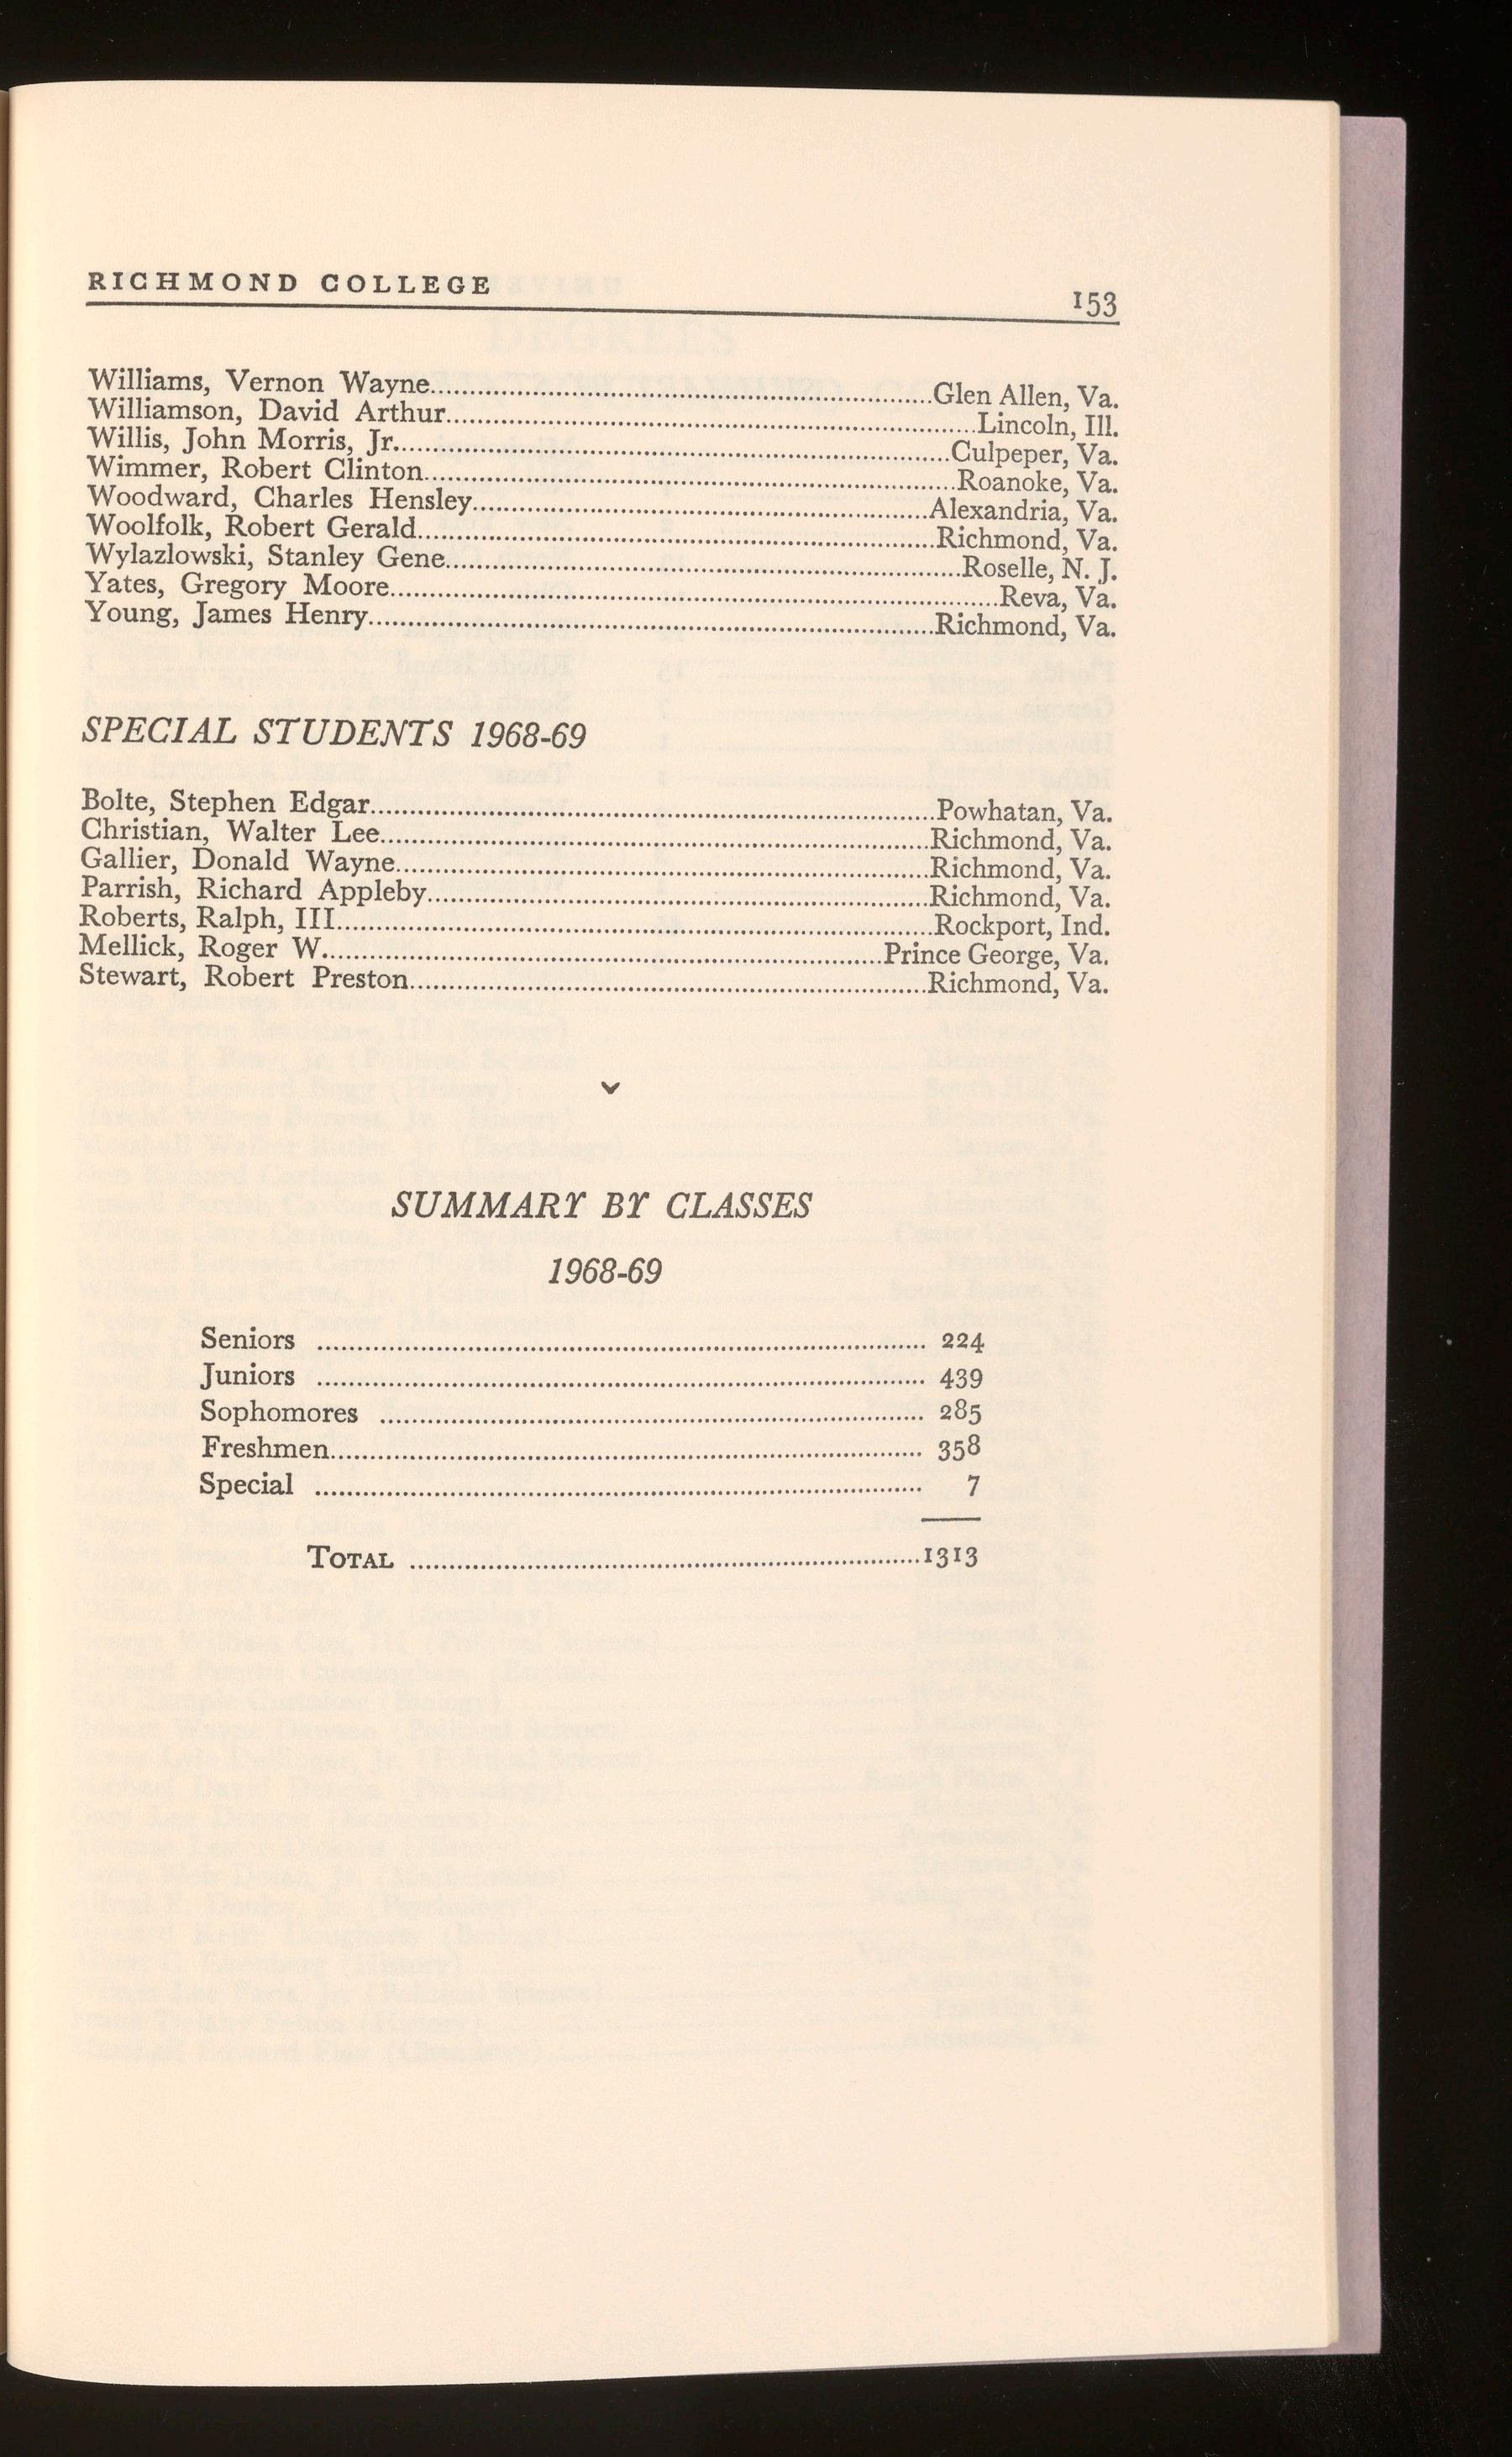 RICHMOND COLLEGE 153
Williams, Vernon Wayne Glen Allen, Va.
Williamson, David Arthur Lincoln, Ill.
Willis, John Morris, Jr. Culpeper, Va.
Wimmer, Robert Clinton Roanoke, Va.
Woodward, Charles Hensley Alexandria, Va.
Woolfolk, Robert Gerald Richmond, Va.
Wylazlowski, Stanley Gene Roselle, N. J.
Yates, Gregory Moore Reva, Va.
Young, James Henry Richmond, Va.
SPECIAL STUDENTS 1968-69
Bolte, Stephen Edgar Powhatan, Va.
Christian, Walter Lee Richmond, Va.
Gallier, Donald Wayne Richmond, Va.
Parrish, Richard Appleby Richmond, Va.
Roberts, Ralph, III Rockport, Ind.
Mellick, Roger W. Prince George, Va.
Stewart, Robert Preston Richmond, Va.
SUMMARY BY CLASSES
1968-69
Seniors 224
Juniors 439
Sophomores 285
Freshmen 358
Special 7
TOTAL 1313